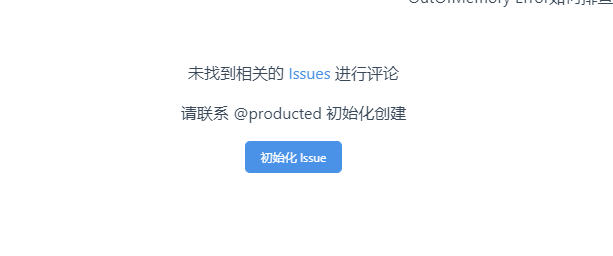 OutOfMemory Error如何排查
未找到相关的 Issues 进行评论
请联系 @producted 初始化创建
初始化 Issue